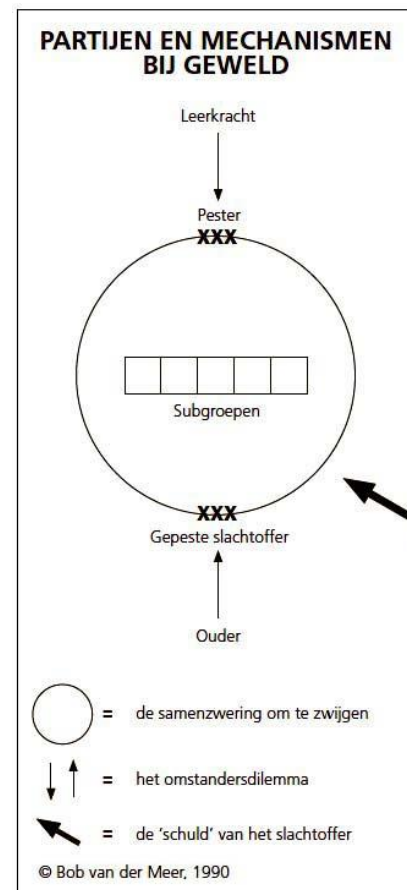 PARTIJEN EN MECHANISMEN
BIJ GEWELD
Leerkracht
Pester
XXX
Subgroepen
XXX
Gepeste slachtoffer
Ouder
= de samenzwering om te zwijgen
= het omstandersdilemma
= de ‘schuld’ van het slachtoffer
© Bob van der Meer, 1990